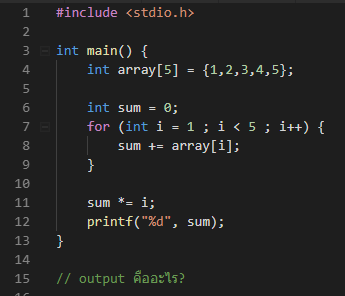 1 #include <stdio.h>
2
3 int main() {
4     int array[5] = {1,2,3,4,5};
5
6     int sum = 0;
7     for (int i = 1 ; i < 5 ; i++) {
8         sum += array[i];
9     }
10
11     sum *= i;
12     printf("%d", sum);
13 }
14
15 // output คืออะไร?